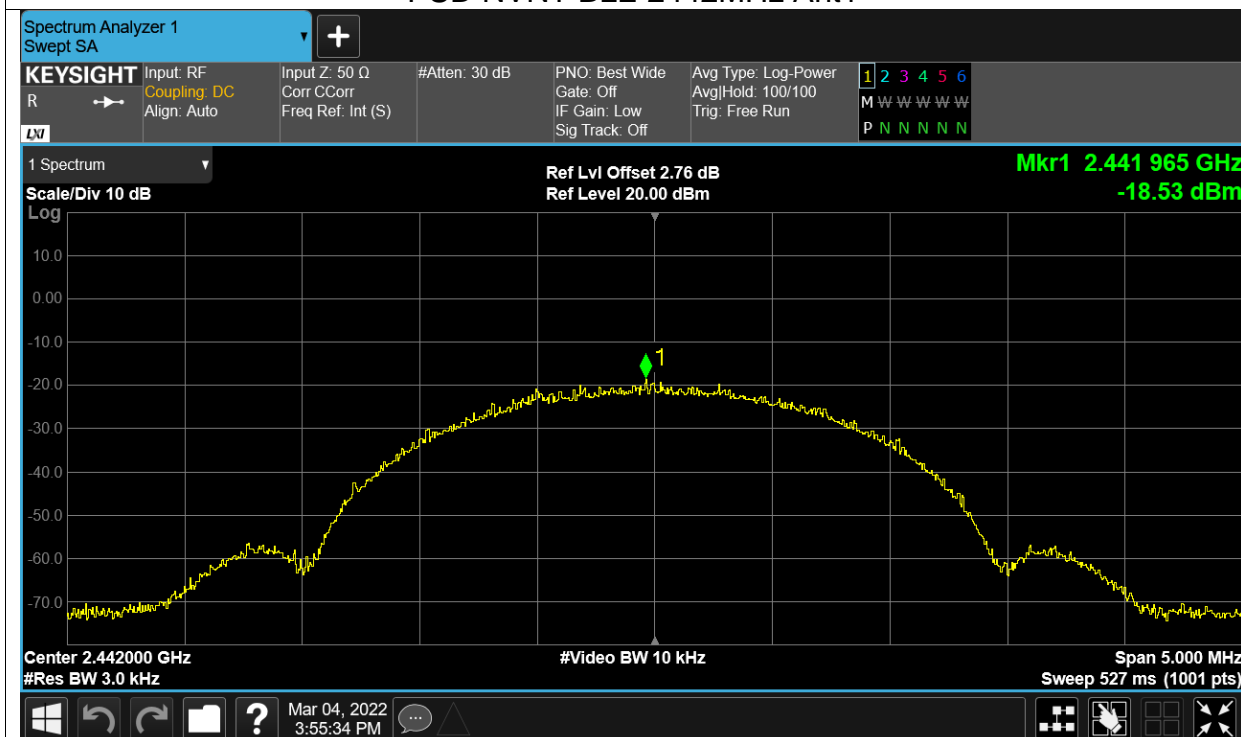 PSD NVNT BLE 2442MHz Ant1
Spectrum Analyzer 1
Swept SA
KEYSIGHT
R
LXI
Input: RF
Coupling: DC
Align: Auto
Input Z: 50 Ω
Corr CCorr
Freq Ref: Int (S)
#Atten: 30 dB
PNO: Best Wide
Gate: Off
IF Gain: Low
Sig Track: Off
Avg Type: Log-Power
Avg|Hold: 100/100
Trig: Free Run
1 2 3 4 5 6
M W W W W W
P N N N N N
1 Spectrum
Scale/Div 10 dB
Log
Ref Lvl Offset 2.76 dB
Ref Level 20.00 dBm
Mkr1 2.441 965 GHz
-18.53 dBm
10.0
0.00
-10.0
1
-20.0
-30.0
-40.0
-50.0
-60.0
-70.0
Center 2.442000 GHz
#Res BW 3.0 kHz
#Video BW 10 kHz
Span 5.000 MHz
Sweep 527 ms (1001 pts)
?
Mar 04, 2022
3:55:34 PM